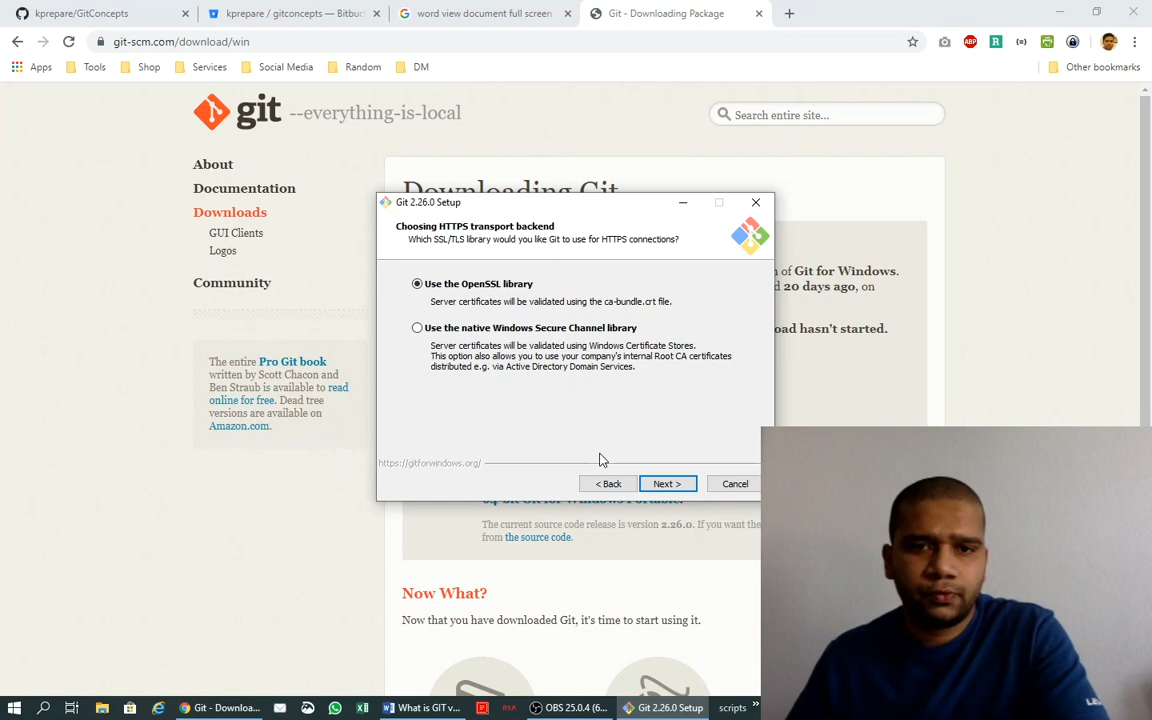 kprepare/GitConcepts
kprepare / gitconcepts — Bitbuc
word view document full screen
Git - Downloading Package
git-scm.com/download/win
ABP
Apps
Tools
Shop
Services
Social Media
Random
DM
Other bookmarks
git --everything-is-local
Search entire site...
About
Documentation
Downloads
GUI Clients
Logos
Community
The entire Pro Git book
written by Scott Chacon and
Ben Straub is available to read
online for free. Dead tree
versions are available on
Amazon.com.
Downloading Git
n of Git for Windows.
d 20 days ago, on
oad hasn't started.
Git 2.26.0 Setup
Choosing HTTPS transport backend
Which SSL/TLS library would you like Git to use for HTTPS connections?
Use the OpenSSL library
Server certificates will be validated using the ca-bundle.crt file.
Use the native Windows Secure Channel library
Server certificates will be validated using Windows Certificate Stores.
This option also allows you to use your company's internal Root CA certificates
distributed e.g. via Active Directory Domain Services.
https://gitforwindows.org/
< Back
Next >
Cancel
64-bit Git for Windows Portable.
The current source code release is version 2.26.0. If you want the
from the source code.
Now What?
Now that you have downloaded Git, it's time to start using it.
Git - Downloa...
What is GIT v...
RSA
OBS 25.0.4 (6...
Git 2.26.0 Setup
scripts